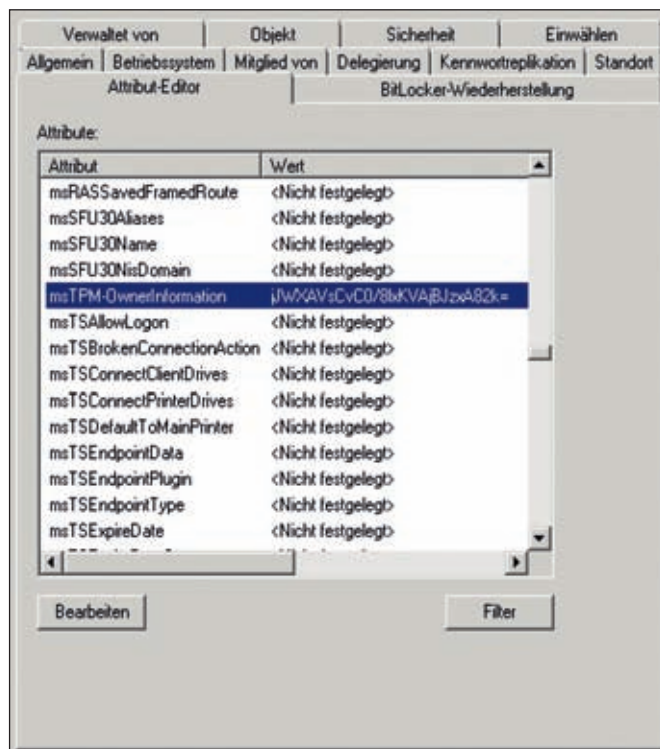 Verwaltet von Objekt Sicherheit Einwählen
Allgemein Betriebssystem Mitglied von Delegierung Kennwortreplikation Standort
Attribut-Editor BitLocker-Wiederherstellung
Attribute:
Attribut Wert
msRASSavedFramedRoute <Nicht festgelegt>
msSFU30Aliases <Nicht festgelegt>
msSFU30Name <Nicht festgelegt>
msSFU30NisDomain <Nicht festgelegt>
msTPM-OwnerInformation
msTSAllowLogon <Nicht festgelegt>
msTSBrokenConnectionAction <Nicht festgelegt>
msTSConnectClientDrives <Nicht festgelegt>
msTSConnectPrinterDrives <Nicht festgelegt>
msTSDefaultToMainPrinter <Nicht festgelegt>
msTSEndpointData <Nicht festgelegt>
msTSEndpointPlugin <Nicht festgelegt>
msTSEndpointType <Nicht festgelegt>
msTSExpireDate <Nicht festgelegt>
Bearbeiten Filter